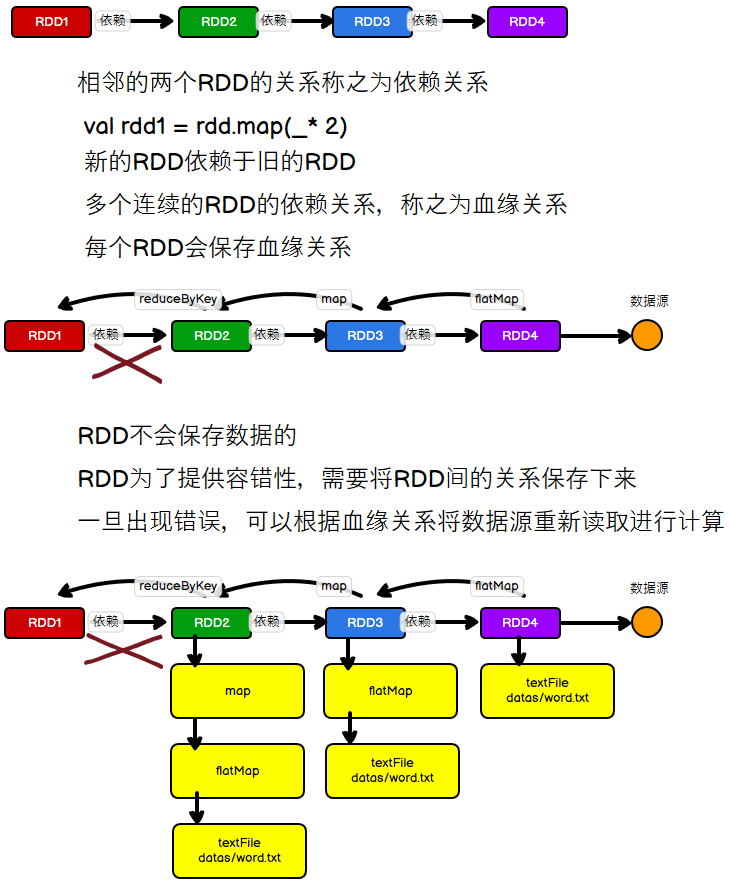 RDD1 依赖 RDD2 依赖 RDD3 依赖 RDD4
相邻的两个RDD的关系称之为依赖关系
val rdd1 = rdd.map(_* 2)
新的RDD依赖于旧的RDD
多个连续的RDD的依赖关系，称之为血缘关系
每个RDD会保存血缘关系
reduceByKey map flatMap 数据源
RDD1 依赖 RDD2 依赖 RDD3 依赖 RDD4
RDD不会保存数据的
RDD为了提供容错性，需要将RDD间的关系保存下来
一旦出现错误，可以根据血缘关系将数据源重新读取进行计算
reduceByKey map flatMap 数据源
RDD1 依赖 RDD2 依赖 RDD3 依赖 RDD4
map
flatMap
textFile
datas/word.txt
flatMap
textFile
datas/word.txt
textFile
datas/word.txt